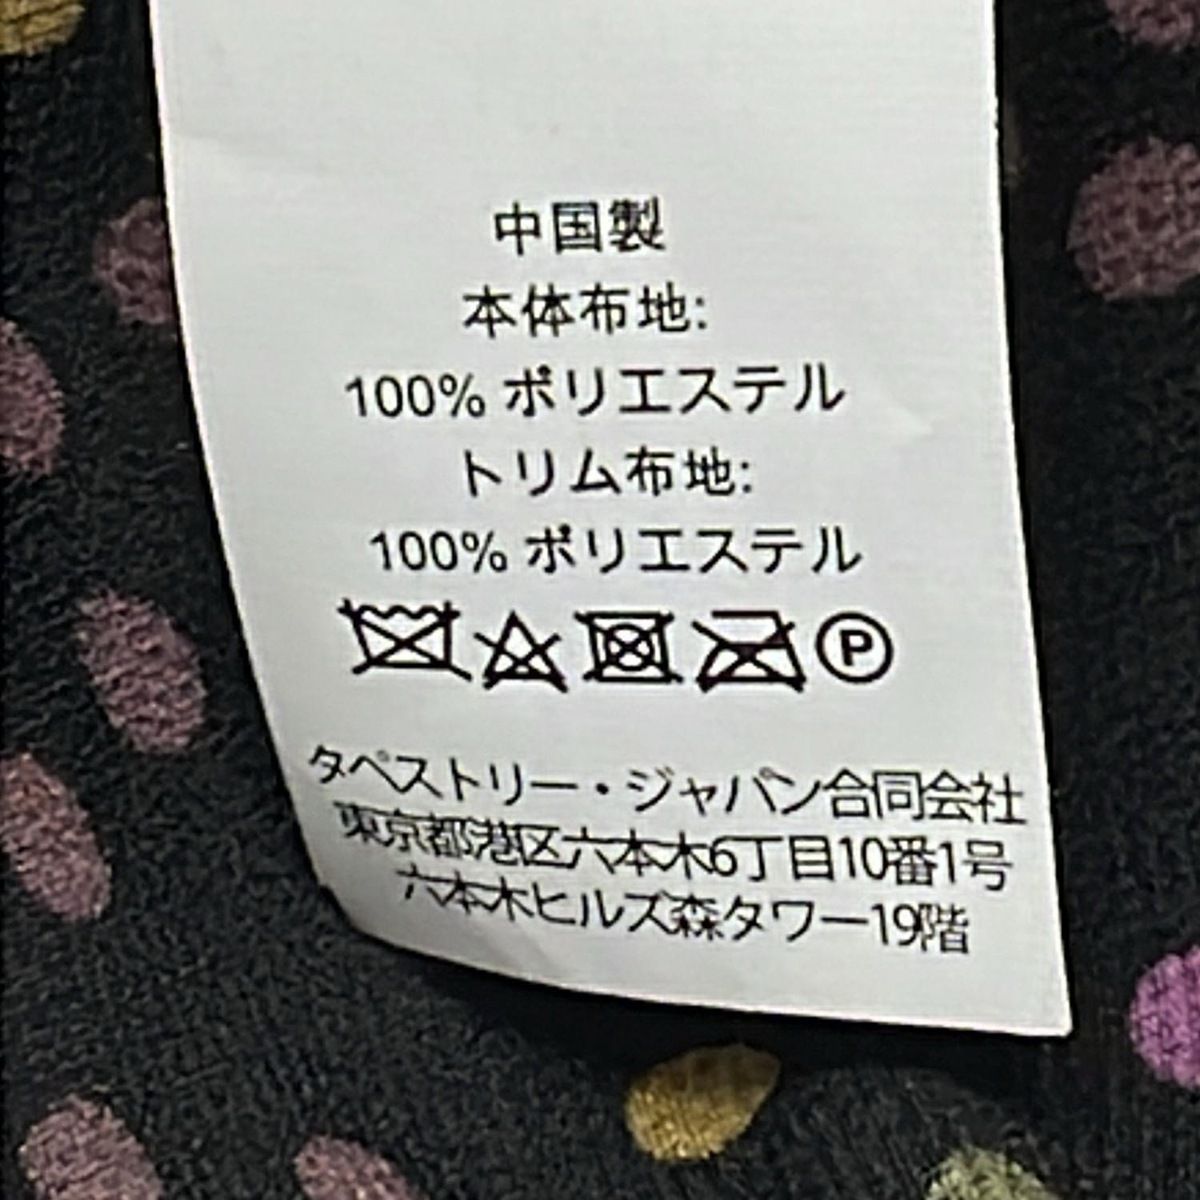 中国製
本体布地:
100% ポリエステル
トリム布地:
100% ポリエステル
P
タペストリー・ジャパン合同会社
東京都港区六本木6丁目10番1号
六本木ヒルズ森タワー19階